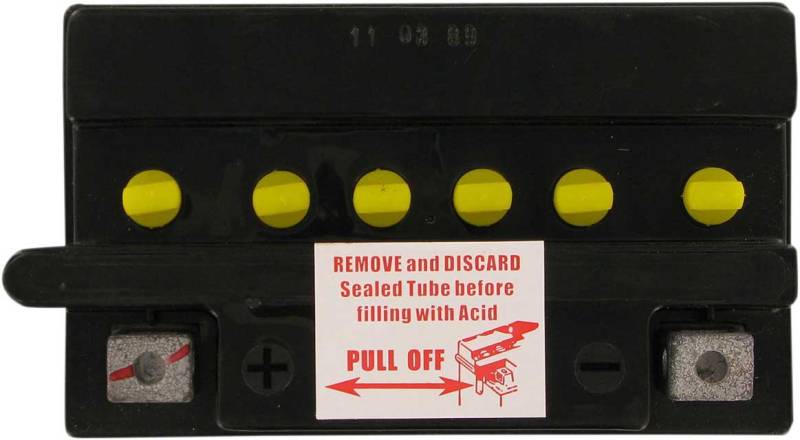 11 03 89
REMOVE and DISCARD
Sealed Tube before
filling with Acid
PULL OFF
+ −